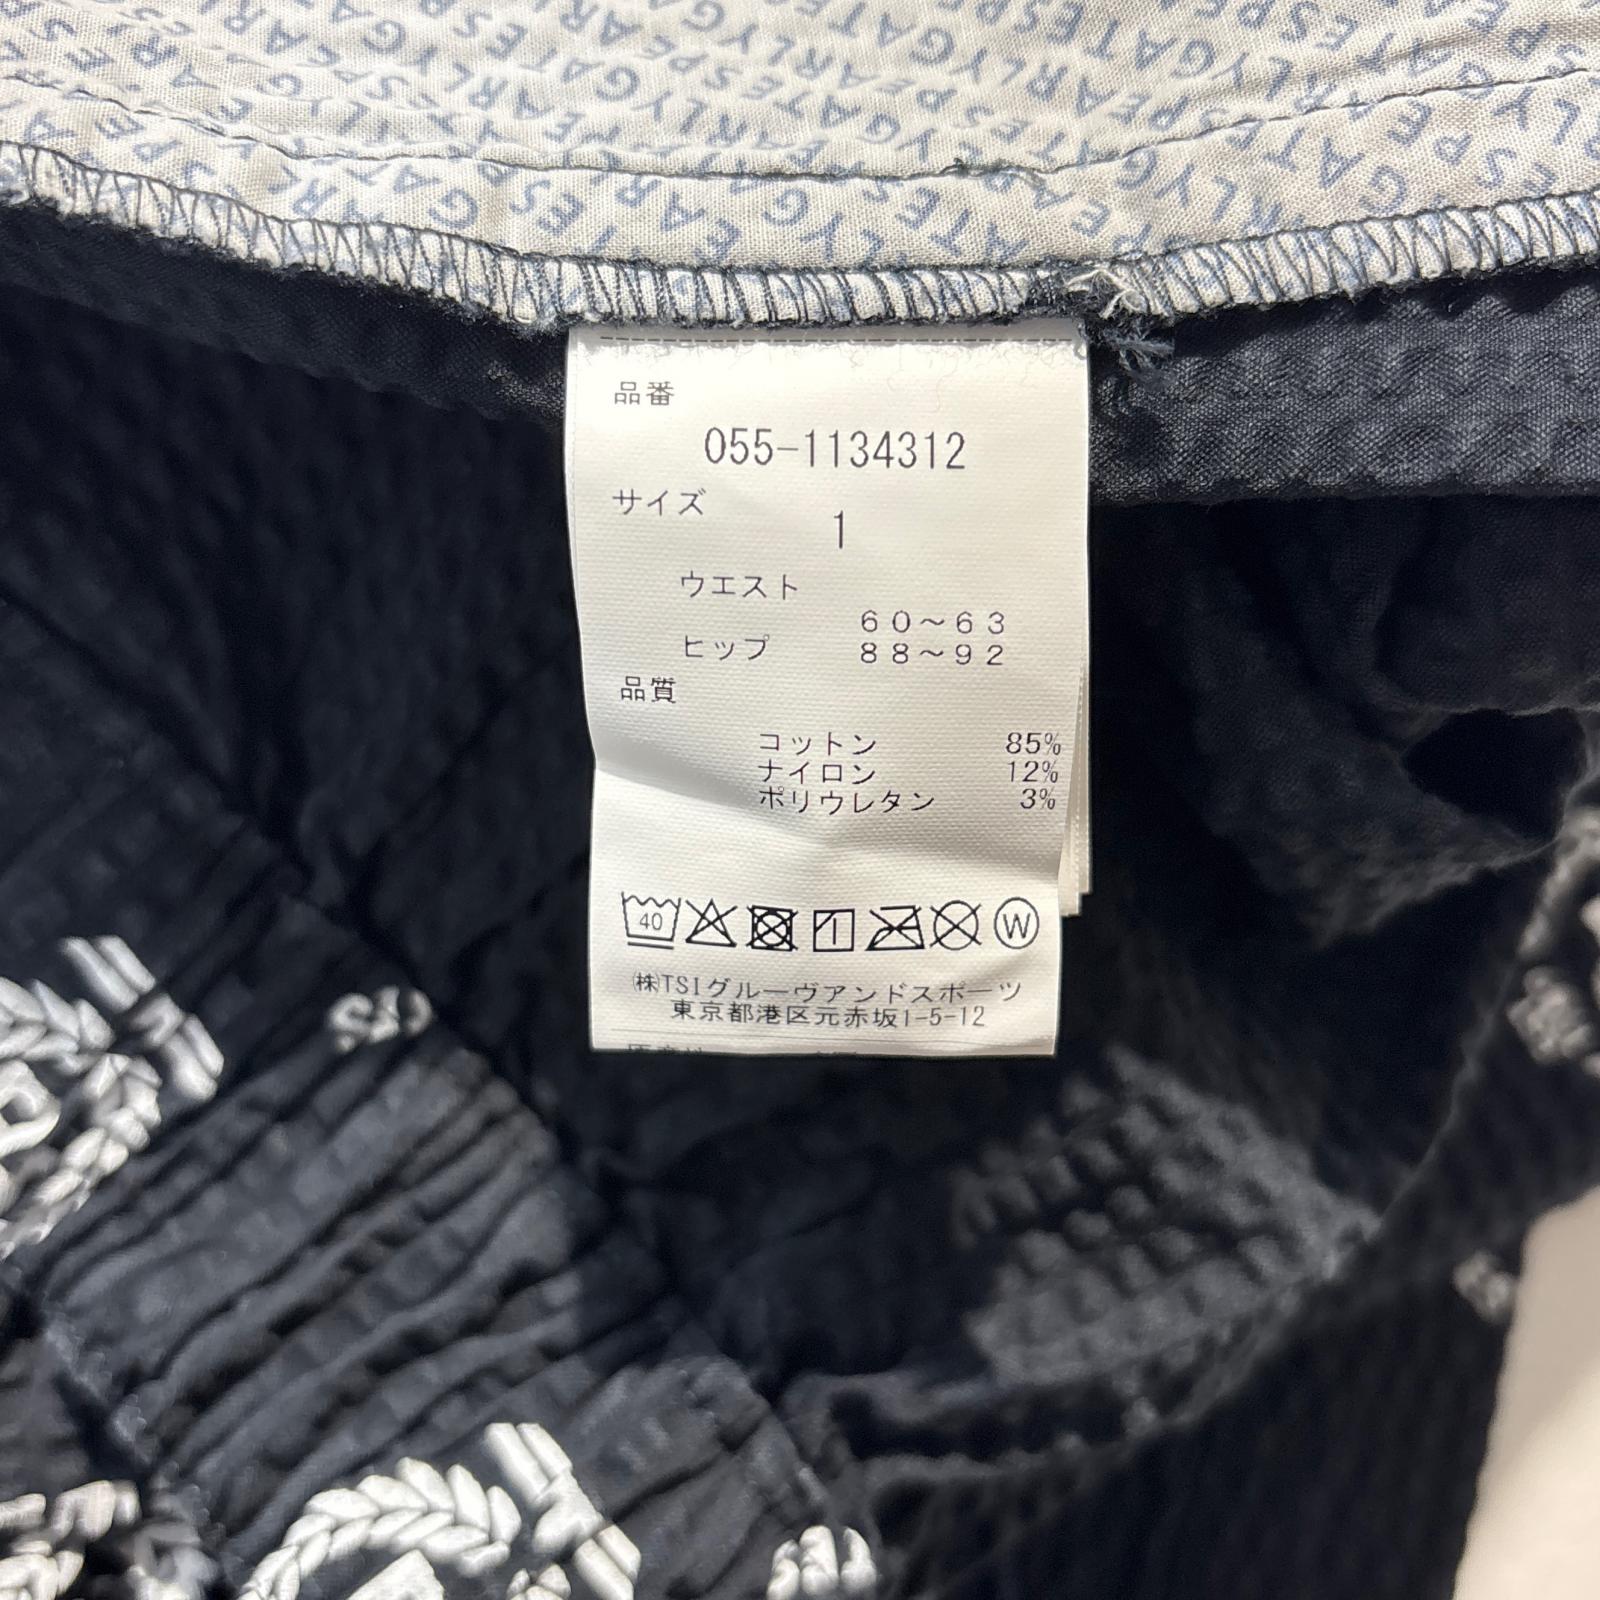 PEARLYGATES
品番
055-1134312
サイズ
1
ウエスト
60～63
ヒップ
88～92
品質
コットン 85%
ナイロン 12%
ポリウレタン 3%
40
W
㈱TSIグルーヴアンドスポーツ
東京都港区元赤坂1-5-12